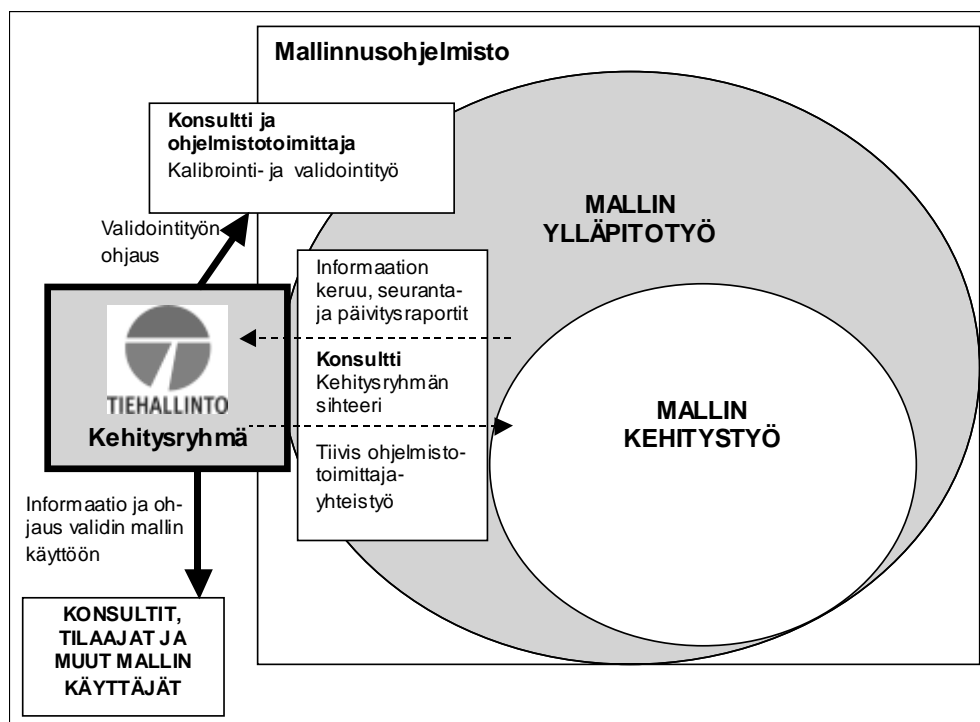 Mallinnusohjelmisto
Konsultti ja
ohjelmistotoimittaja
Kalibrointi- ja validointityö
MALLIN
YLLÄPITOTYÖ
Validointityön
ohjaus
Informaation
keruu, seuranta-
ja päivitysraportit
Konsultti
Kehitysryhmän
sihteeri
Tiivis ohjelmisto-
toimittaja-
yhteistyö
TIEHALLINTO
Kehitysryhmä
MALLIN
KEHITYSTYÖ
Informaatio ja oh-
jaus validin mallin
käyttöön
KONSULTIT,
TILAAJAT JA
MUUT MALLIN
KÄYTTÄJÄT